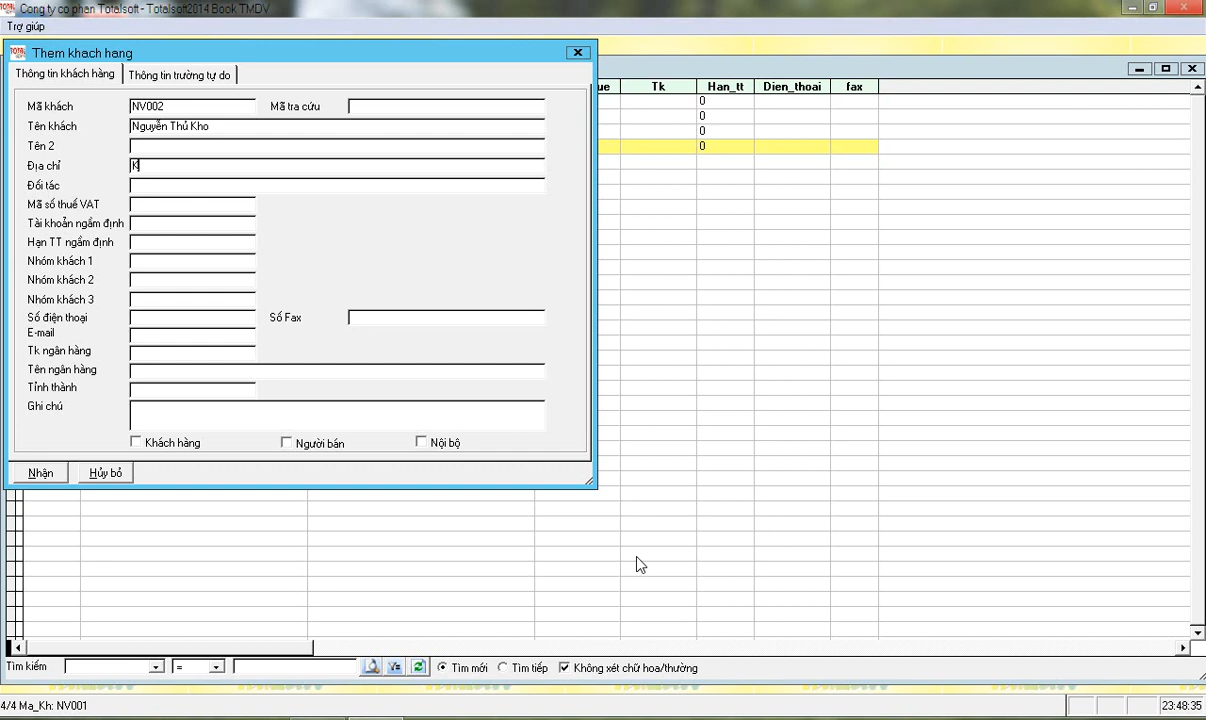 Cong ty co phan Totalsoft - Totalsoft2014 Book TMDV
Trợ giúp
Them khach hang
Thông tin khách hàng
Thông tin trường tự do
Mã khách NV002 Mã tra cứu
Tên khách Nguyễn Thủ Kho
Tên 2
Địa chỉ K
Đối tác
Mã số thuế VAT
Tài khoản ngầm định
Hạn TT ngầm định
Nhóm khách 1
Nhóm khách 2
Nhóm khách 3
Số điện thoại Số Fax
E-mail
Tk ngân hàng
Tên ngân hàng
Tỉnh thành
Ghi chú
Khách hàng Người bán Nội bộ
Nhận Hủy bỏ
ue Tk Han_tt Dien_thoai fax
0
0
0
0
Tìm kiếm = Tìm mới Tìm tiếp Không xét chữ hoa/thường
4/4 Ma_Kh: NV001 23:48:35